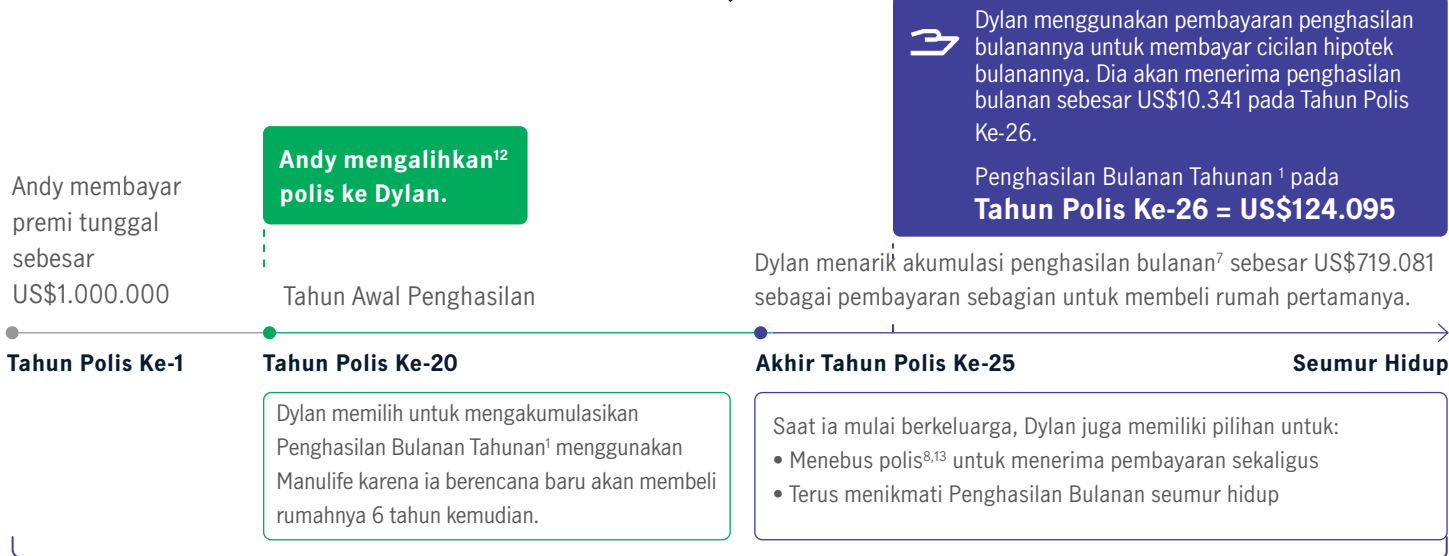 Dylan menggunakan pembayaran penghasilan
bulanannya untuk membayar cicilan hipotek
bulanannya. Dia akan menerima penghasilan
bulanan sebesar US$10.341 pada Tahun Polis
Ke-26.
Penghasilan Bulanan Tahunan ¹ pada
Tahun Polis Ke-26 = US$124.095
Andy mengalihkan¹²
polis ke Dylan.
Andy membayar
premi tunggal
sebesar
US$1.000.000
Tahun Awal Penghasilan
Dylan menarik akumulasi penghasilan bulanan⁷ sebesar US$719.081
sebagai pembayaran sebagian untuk membeli rumah pertamanya.
Tahun Polis Ke-1
Tahun Polis Ke-20
Akhir Tahun Polis Ke-25
Seumur Hidup
Dylan memilih untuk mengakumulasikan
Penghasilan Bulanan Tahunan¹ menggunakan
Manulife karena ia berencana baru akan membeli
rumahnya 6 tahun kemudian.
Saat ia mulai berkeluarga, Dylan juga memiliki pilihan untuk:
• Menebus polis⁸,¹³ untuk menerima pembayaran sekaligus
• Terus menikmati Penghasilan Bulanan seumur hidup